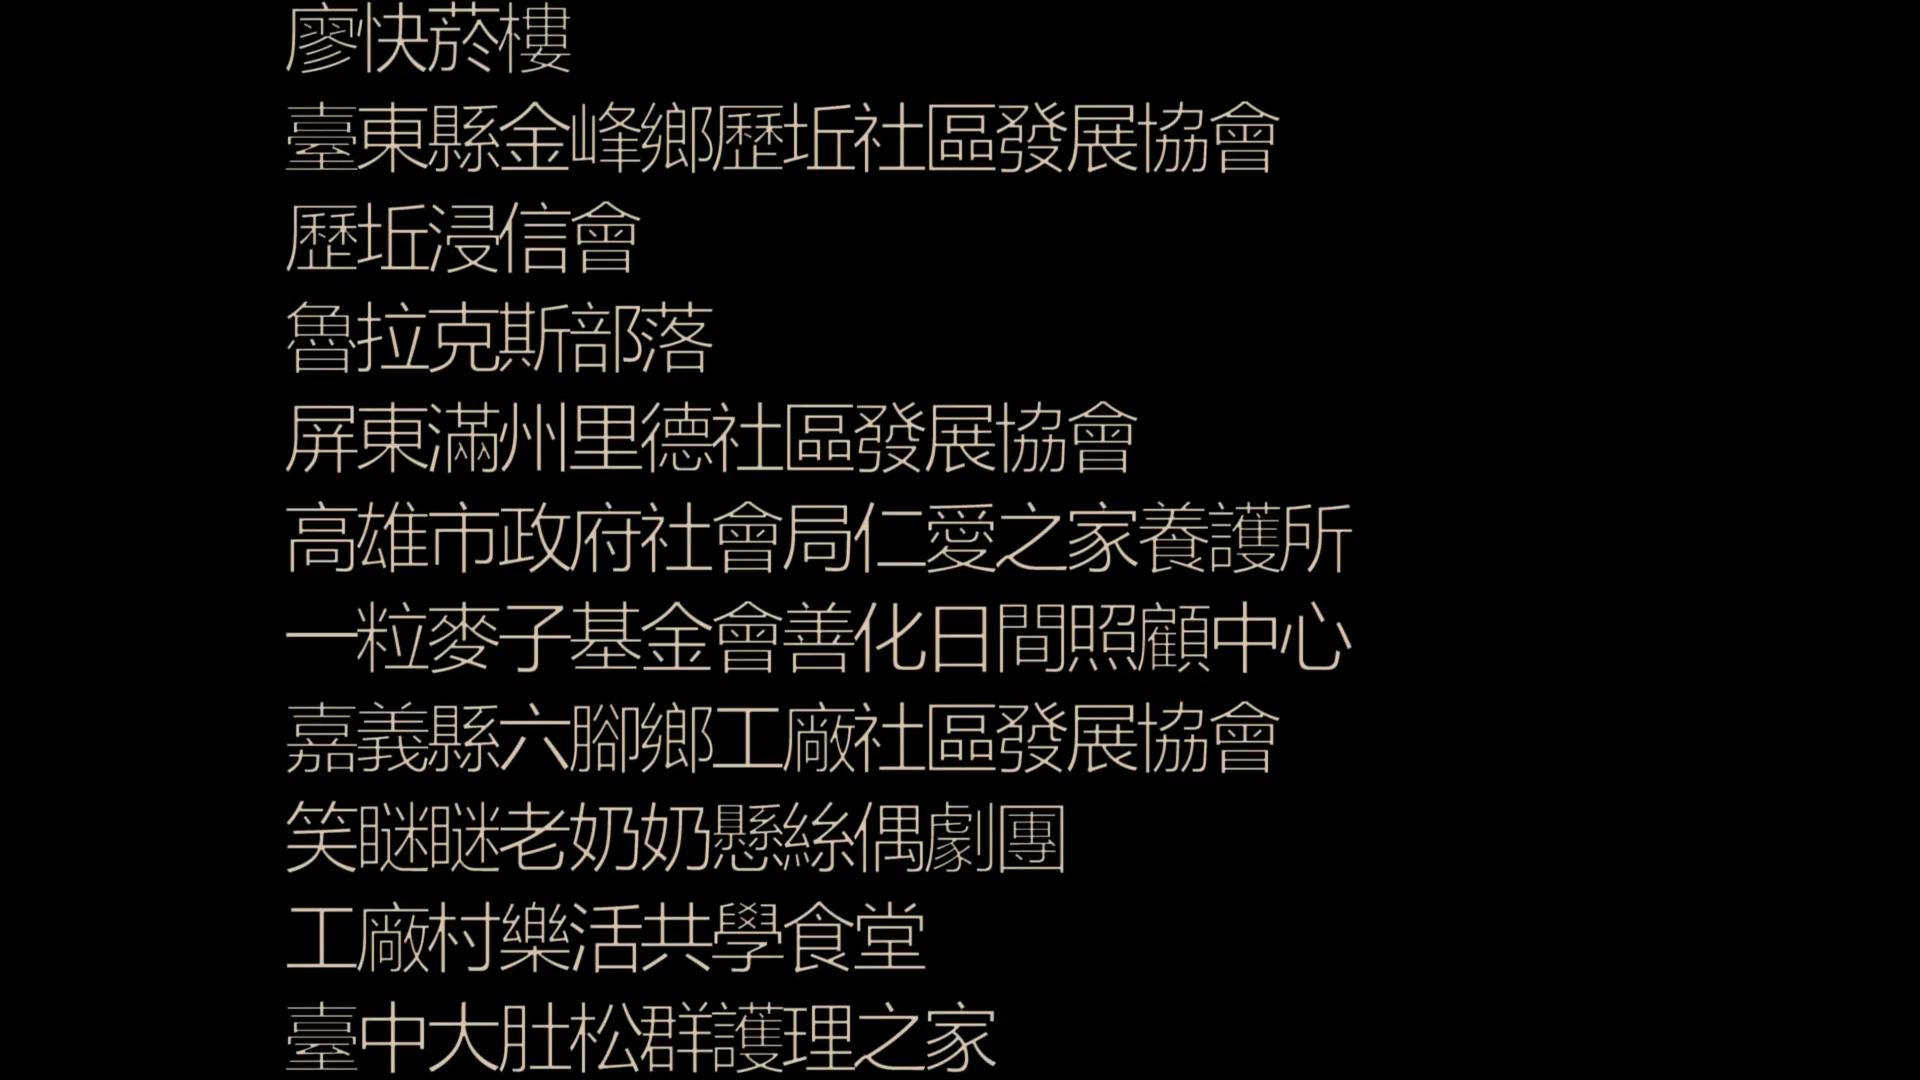 廖快菸樓
臺東縣金峰鄉歷坵社區發展協會
歷坵浸信會
魯拉克斯部落
屏東滿州里德社區發展協會
高雄市政府社會局仁愛之家養護所
一粒麥子基金會善化日間照顧中心
嘉義縣六腳鄉工廠社區發展協會
笑瞇瞇老奶奶懸絲偶劇團
工廠村樂活共學食堂
臺中大肚松群護理之家